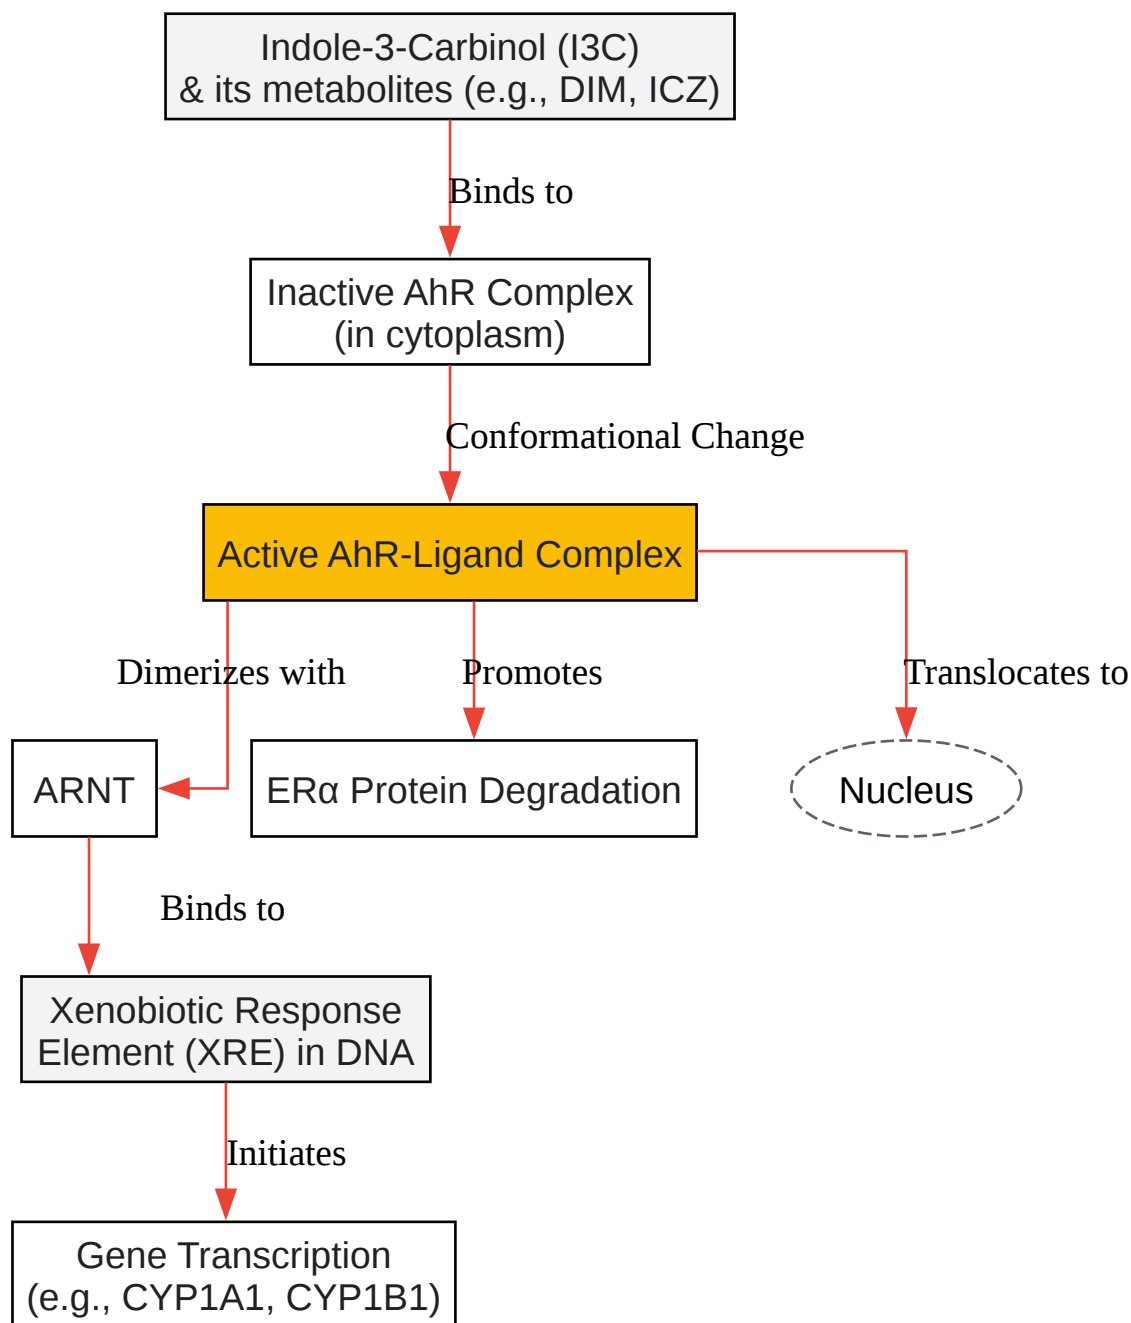 Indole-3-Carbinol (I3C)
& its metabolites (e.g., DIM, ICZ)
Binds to
Inactive AhR Complex
(in cytoplasm)
Conformational Change
Active AhR-Ligand Complex
Dimerizes with
Promotes
Translocates to
ARNT
ERα Protein Degradation
Nucleus
Binds to
Xenobiotic Response
Element (XRE) in DNA
Initiates
Gene Transcription
(e.g., CYP1A1, CYP1B1)